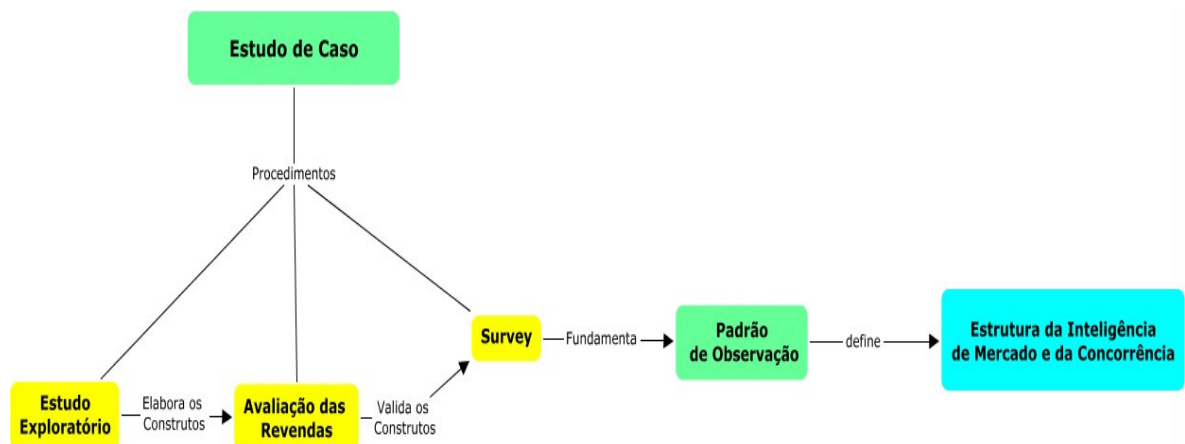 Estudo de Caso
Procedimentos
Survey
Fundamenta
Padrão
de Observação
define
Estrutura da Inteligência
de Mercado e da Concorrência
Estudo
Exploratório
Elabora os
Construtos
Avaliação das
Revendas
Valida os
Construtos